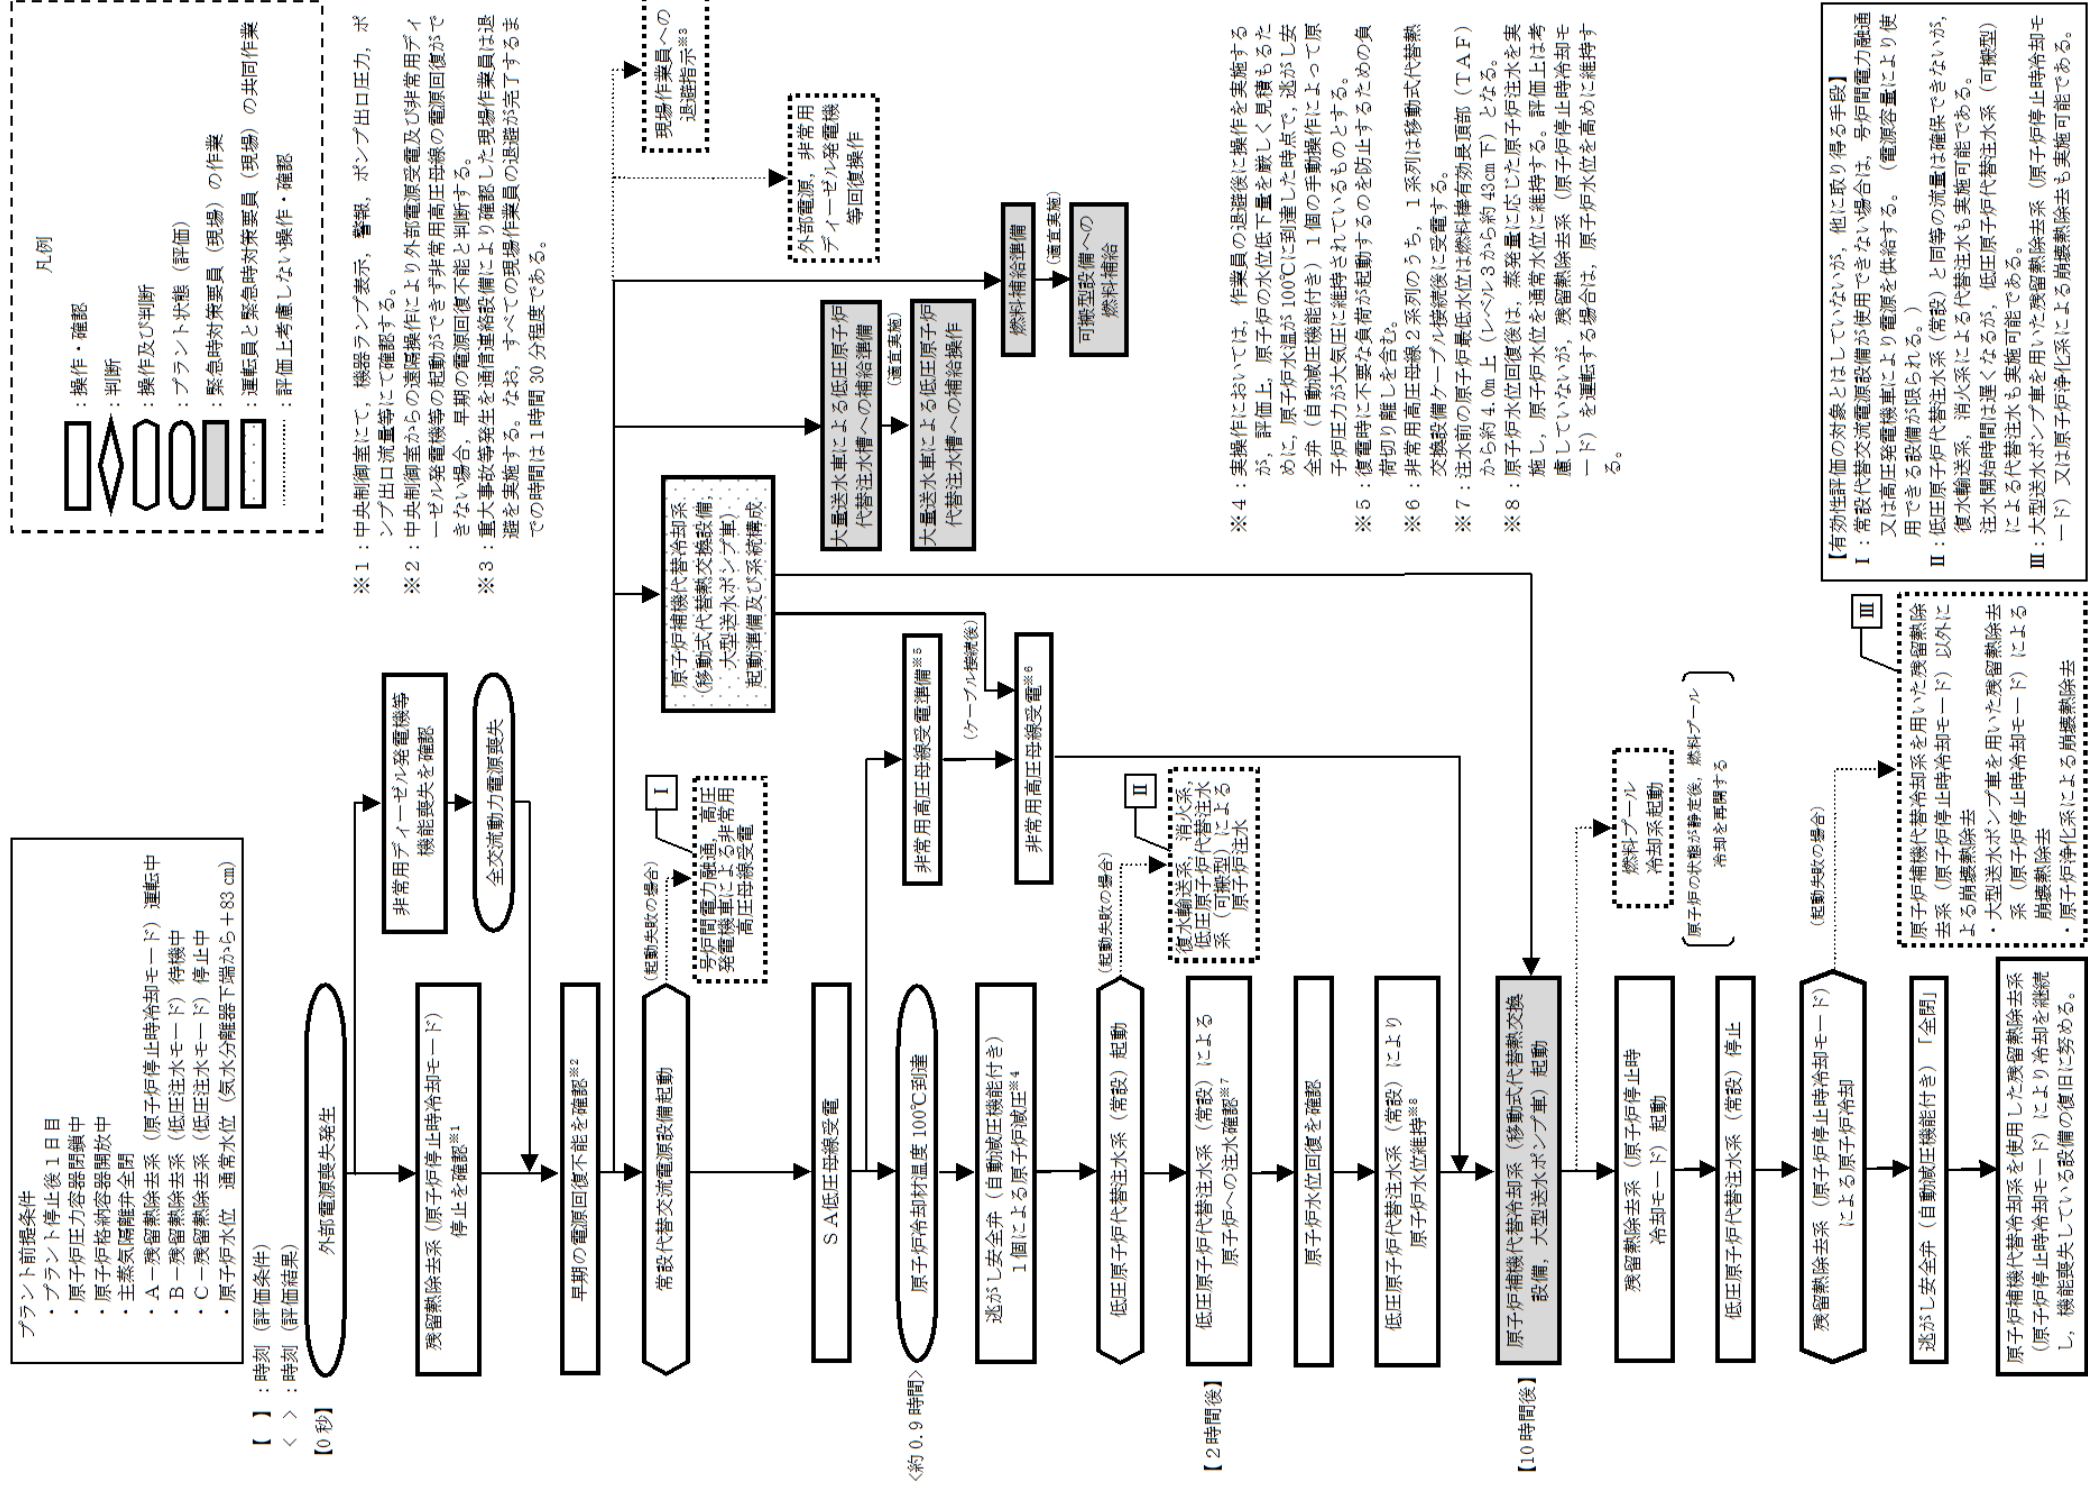 プラント前提条件
・プラント停止後１日目
・原子炉圧力容器閉鎖中
・原子炉格納容器開放中
・主蒸気隔離弁全閉
・Ａ－残留熱除去系（原子炉停止時冷却モード）運転中
・Ｂ－残留熱除去系（低圧注水モード）待機中
・Ｃ－残留熱除去系（低圧注水モード）停止中
・原子炉水位　通常水位（気水分離器下端から＋83 cm）
【　】：時刻（評価条件）
＜　＞：時刻（評価結果）
【0 秒】
外部電源喪失発生
非常用ディーゼル発電機等
機能喪失を確認
全交流動力電源喪失
残留熱除去系（原子炉停止時冷却モード）
停止を確認※1
早期の電源回復不能を確認※2
常設代替交流電源設備起動
（起動失敗の場合）
Ⅰ
号炉間電力融通，高圧
発電機車による非常用
高圧母線受電
ＳＡ低圧母線受電
非常用高圧母線受電準備※5
（ケーブル接続後）
非常用高圧母線受電※6
＜約 0.9 時間＞
原子炉冷却材温度 100℃到達
逃がし安全弁（自動減圧機能付き）
１個による原子炉減圧※4
低圧原子炉代替注水系（常設）起動
（起動失敗の場合）
Ⅱ
復水輸送系，消火系，
低圧原子炉代替注水
系（可搬型）による
原子炉注水
【２時間後】
低圧原子炉代替注水系（常設）による
原子炉への注水確認※7
原子炉水位回復を確認
低圧原子炉代替注水系（常設）により
原子炉水位維持※8
【10 時間後】
原子炉補機代替冷却系（移動式代替熱交換
設備，大型送水ポンプ車）起動
残留熱除去系（原子炉停止時
冷却モード）起動
燃料プール
冷却系起動
原子炉の状態が静定後，燃料プール
冷却を再開する
低圧原子炉代替注水系（常設）停止
残留熱除去系（原子炉停止時冷却モード）
による原子炉冷却
（起動失敗の場合）
Ⅲ
原子炉補機代替冷却系を用いた残留熱除
去系（原子炉停止時冷却モード）以外に
よる崩壊熱除去
・大型送水ポンプ車を用いた残留熱除去
系（原子炉停止時冷却モード）による
崩壊熱除去
・原子炉浄化系による崩壊熱除去
逃がし安全弁（自動減圧機能付き）「全閉」
原子炉補機代替冷却系を使用した残留熱除去系
（原子炉停止時冷却モード）により冷却を継続
し，機能喪失している設備の復旧に努める。
原子炉補機代替冷却系
（移動式代替熱交換設備，
大型送水ポンプ車）
起動準備及び系統構成
大量送水車による低圧原子炉
代替注水槽への補給準備
（適宜実施）
大量送水車による低圧原子炉
代替注水槽への補給操作
燃料補給準備
（適宜実施）
可搬型設備への
燃料補給
外部電源，非常用
ディーゼル発電機
等回復操作
現場作業員への
退避指示※3
凡例
：操作・確認
：判断
：操作及び判断
：プラント状態（評価）
：緊急時対策要員（現場）の作業
：運転員と緊急時対策要員（現場）の共同作業
：評価上考慮しない操作・確認
※１：中央制御室にて，機器ランプ表示，警報，ポンプ出口圧力，ポ
ンプ出口流量等にて確認する。
※２：中央制御室からの遠隔操作により外部電源受電及び非常用ディ
ーゼル発電機等の起動ができず非常用高圧母線の電源回復がで
きない場合，早期の電源回復不能と判断する。
※３：重大事故等発生を通信連絡設備により確認した現場作業員は退
避を実施する。なお，すべての現場作業員の退避が完了するま
での時間は１時間 30 分程度である。
※４：実操作においては，作業員の退避後に操作を実施する
が，評価上，原子炉の水位低下量を厳しく見積もるた
めに，原子炉水温が 100℃に到達した時点で，逃がし安
全弁（自動減圧機能付き）１個の手動操作によって原
子炉圧力が大気圧に維持されているものとする。
※５：復電時に不要な負荷が起動するのを防止するための負
荷切り離しを含む。
※６：非常用高圧母線２系列のうち，１系列は移動式代替熱
交換設備ケーブル接続後に受電する。
※７：注水前の原子炉最低水位は燃料棒有効長頂部（ＴＡＦ）
から約 4.0m 上（レベル３から約 43cm 下）となる。
※８：原子炉水位回復後は，蒸発量に応じた原子炉注水を実
施し，原子炉水位を通常水位に維持する。評価上は考
慮していないが，残留熱除去系（原子炉停止時冷却モ
ード）を運転する場合は，原子炉水位を高めに維持す
る。
【有効性評価の対象とはしていないが，他に取り得る手段】
Ⅰ：常設代替交流電源設備が使用できない場合は，号炉間電力融通
又は高圧発電機車により電源を供給する。（電源容量により使
用できる設備が限られる。）
Ⅱ：低圧原子炉代替注水系（常設）と同等の流量は確保できないが，
復水輸送系，消火系による代替注水も実施可能である。
注水開始時間は遅くなるが，低圧原子炉代替注水系（可搬型）
による代替注水も実施可能である。
Ⅲ：大型送水ポンプ車を用いた残留熱除去系（原子炉停止時冷却モ
ード）又は原子炉浄化系による崩壊熱除去も実施可能である。